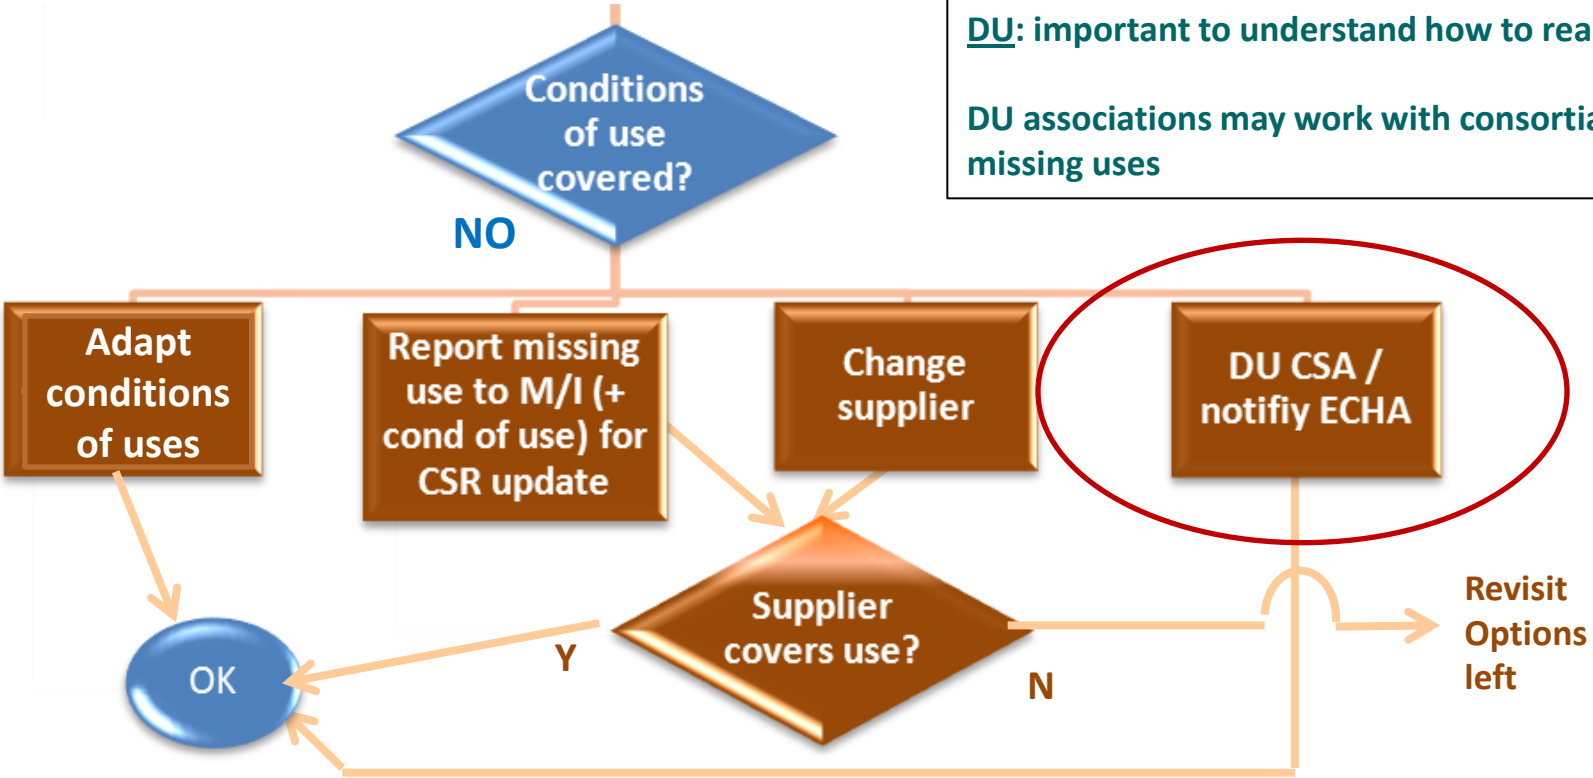 DU: important to understand how to rea
DU associations may work with consortia
missing uses
Conditions
of use
covered?
NO
Adapt
conditions
of uses
Report missing
use to M/I (+
cond of use) for
CSR update
Change
supplier
DU CSA /
notifiy ECHA
Supplier
covers use?
Y
N
OK
Revisit
Options
left